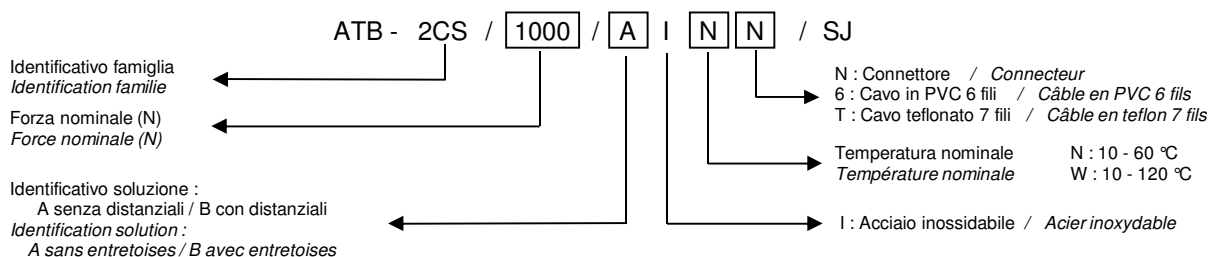 ATB - 2CS / 1000 / A I N N / SJ
Identificativo famiglia
Identification familie
Forza nominale (N)
Force nominale (N)
Identificativo soluzione :
A senza distanziali / B con distanziali
Identification solution :
A sans entretoises / B avec entretoises
N : Connettore / Connecteur
6 : Cavo in PVC 6 fili / Câble en PVC 6 fils
T : Cavo teflonato 7 fili / Câble en teflon 7 fils
Temperatura nominale N : 10 - 60 °C
Température nominale W : 10 - 120 °C
I : Acciaio inossidabile / Acier inoxydable